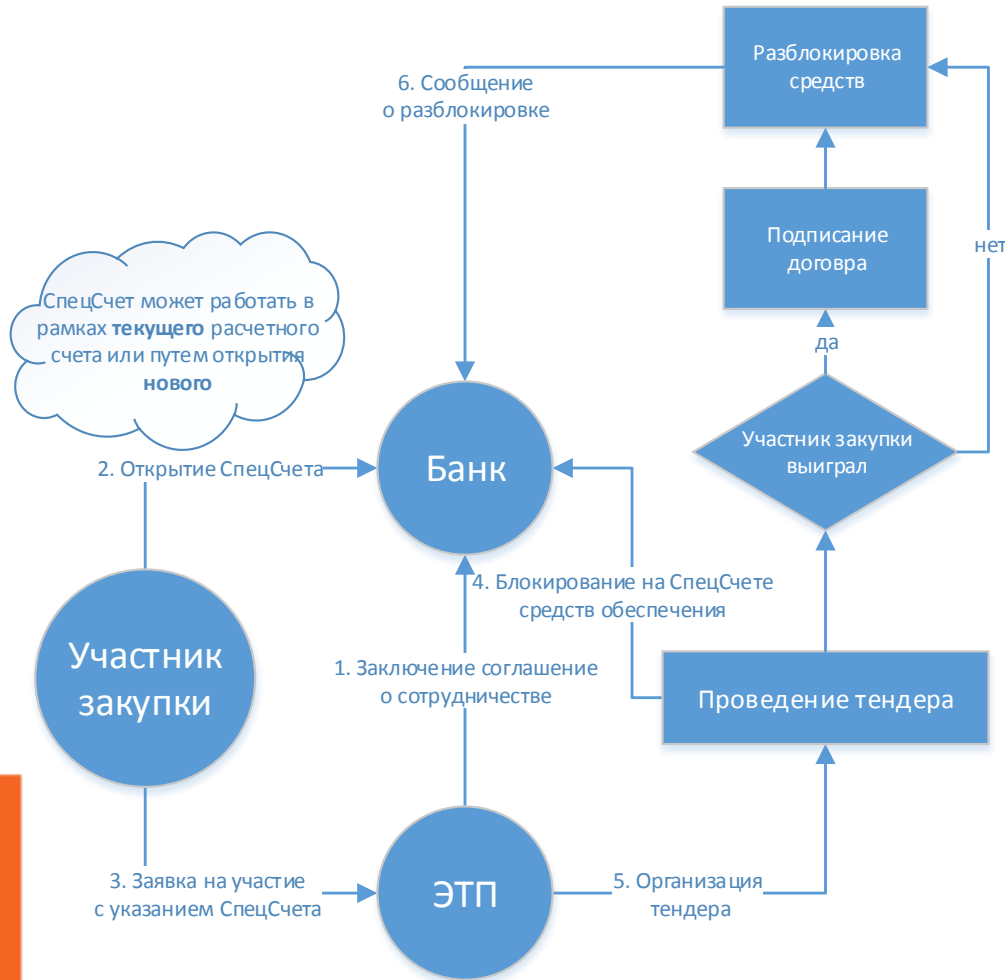 Разблокировка
средств
6. Сообщение
о разблокировке
Подписание
договра
нет
СпецСчет может работать в
рамках текущего расчетного
счета или путем открытия
нового
да
Участник закупки
выиграл
2. Открытие СпецСчета
Банк
4. Блокирование на СпецСчете
средств обеспечения
Участник
закупки
1. Заключение соглашение
о сотрудничестве
Проведение тендера
3. Заявка на участие
с указанием СпецСчета
ЭТП
5. Организация
тендера